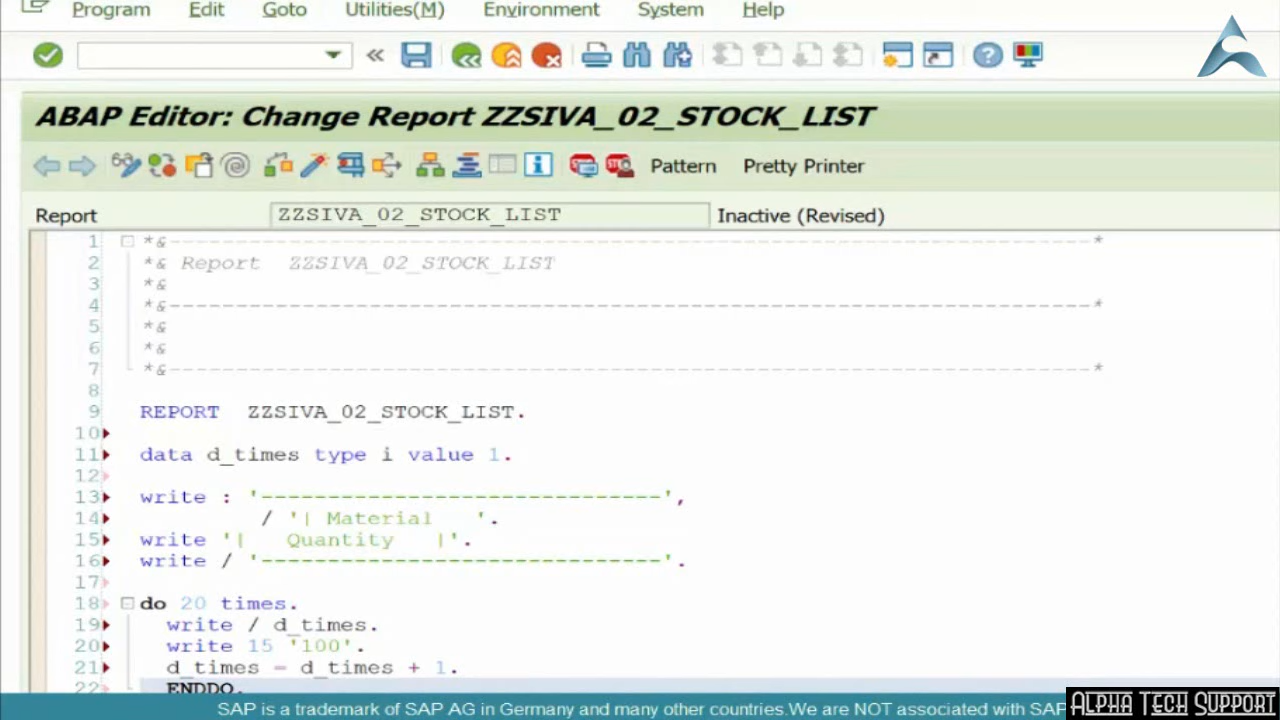 Program Edit Goto Utilities(M) Environment System Help
ABAP Editor: Change Report ZZSIVA_02_STOCK_LIST
Pattern Pretty Printer
Report ZZSIVA_02_STOCK_LIST Inactive (Revised)
1 *&---------------------------------------------------------------------*
2 *& Report  ZZSIVA_02_STOCK_LIST
3 *&
4 *&---------------------------------------------------------------------*
5 *&
6 *&
7 *&---------------------------------------------------------------------*
8
9 REPORT  ZZSIVA_02_STOCK_LIST.
10
11 data d_times type i value 1.
12
13 write : '------------------------------',
14 / '| Material   '.
15 write '|   Quantity   |'.
16 write / '------------------------------'.
17
18 do 20 times.
19 write / d_times.
20 write 15 '100'.
21 d_times = d_times + 1.
22 ENDDO.
SAP is a trademark of SAP AG in Germany and many other countries.We are NOT associated with SAP
ALPHA TECH SUPPORT